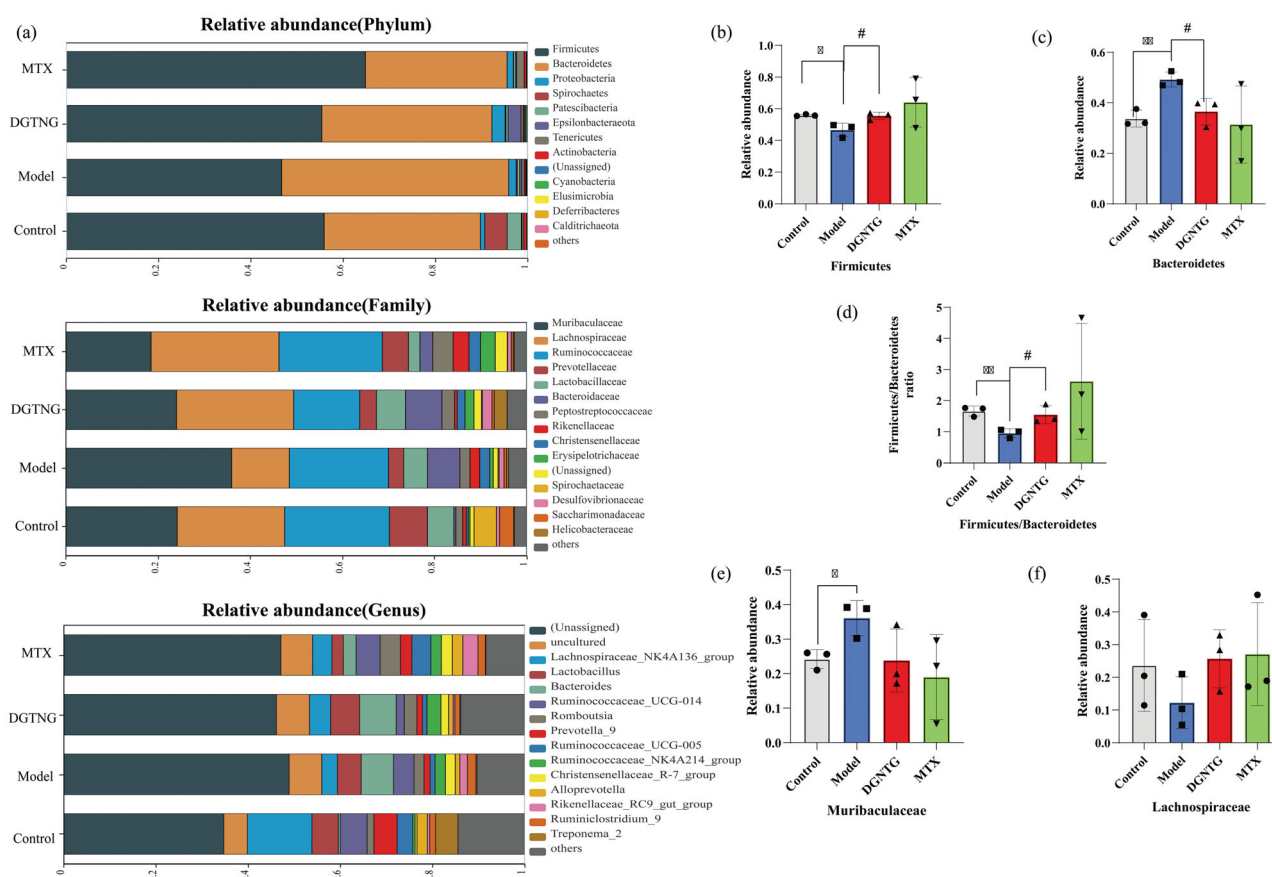 (a)
Relative abundance(Phylum)
MTX
DGTNG
Model
Control
0
0.2
0.4
0.6
0.8
1
Firmicutes
Bacteroidetes
Proteobacteria
Spirochaetes
Patescibacteria
Epsilonbacteraeota
Tenericutes
Actinobacteria
(Unassigned)
Cyanobacteria
Elusimicrobia
Deferribacteres
Calditrichaeota
others
Relative abundance(Family)
MTX
DGTNG
Model
Control
0
0.2
0.4
0.6
0.8
1
Muribaculaceae
Lachnospiraceae
Ruminococcaceae
Prevotellaceae
Lactobacillaceae
Bacteroidaceae
Peptostreptococcaceae
Rikenellaceae
Christensenellaceae
Erysipelotrichaceae
(Unassigned)
Spirochaetaceae
Desulfovibrionaceae
Saccharimonadaceae
Helicobacteraceae
others
Relative abundance(Genus)
MTX
DGTNG
Model
Control
0
.2
0.4
0.6
0.8
1
(Unassigned)
uncultured
Lachnospiraceae_NK4A136_group
Lactobacillus
Bacteroides
Ruminococcaceae_UCG-014
Romboutsia
Prevotella_9
Ruminococcaceae_UCG-005
Ruminococcaceae_NK4A214_group
Christensenellaceae_R-7_group
Alloprevotella
Rikenellaceae_RC9_gut_group
Ruminiclostridium_9
Treponema_2
others
(b)
Relative abundance
1.0
0.8
0.6
0.4
0.2
0.0
#
Control
Model
DGNTG
MTX
Firmicutes
(c)
Relative abundance
0.6
0.4
0.2
0.0
#
Control
Model
DGNTG
MTX
Bacteroidetes
(d)
Firmicutes/Bacteroidetes
ratio
5
4
3
2
1
0
#
Control
Model
DGNTG
MTX
Firmicutes/Bacteroidetes
(e)
Relative abundance
0.5
0.4
0.3
0.2
0.1
0.0
Control
Model
DGNTG
MTX
Muribaculaceae
(f)
Relative abundance
0.5
0.4
0.3
0.2
0.1
0.0
Control
Model
DGNTG
MTX
Lachnospiraceae